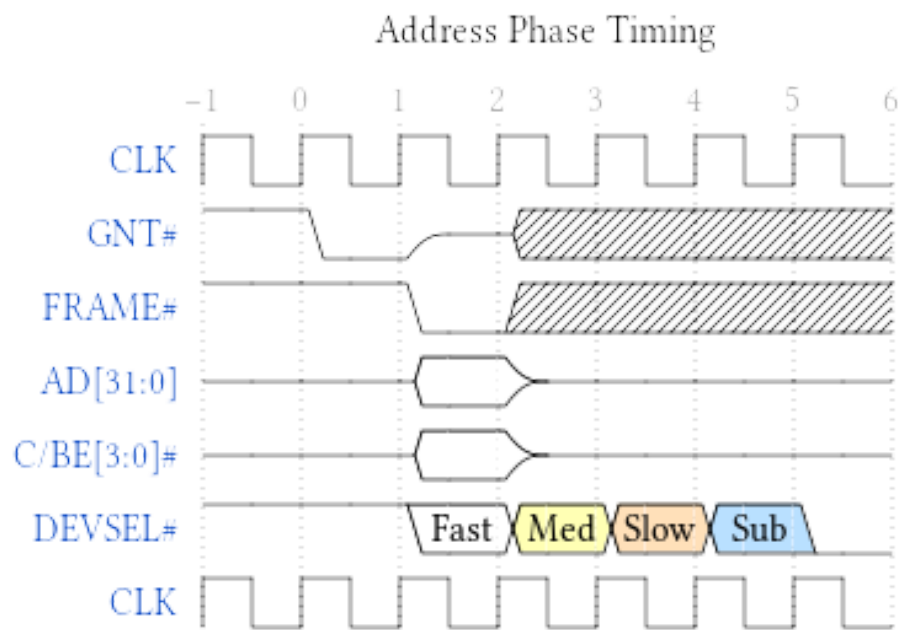 Address Phase Timing
-1 0 1 2 3 4 5 6
CLK
GNT#
FRAME#
AD[31:0]
C/BE[3:0]#
DEVSEL# Fast Med Slow Sub
CLK